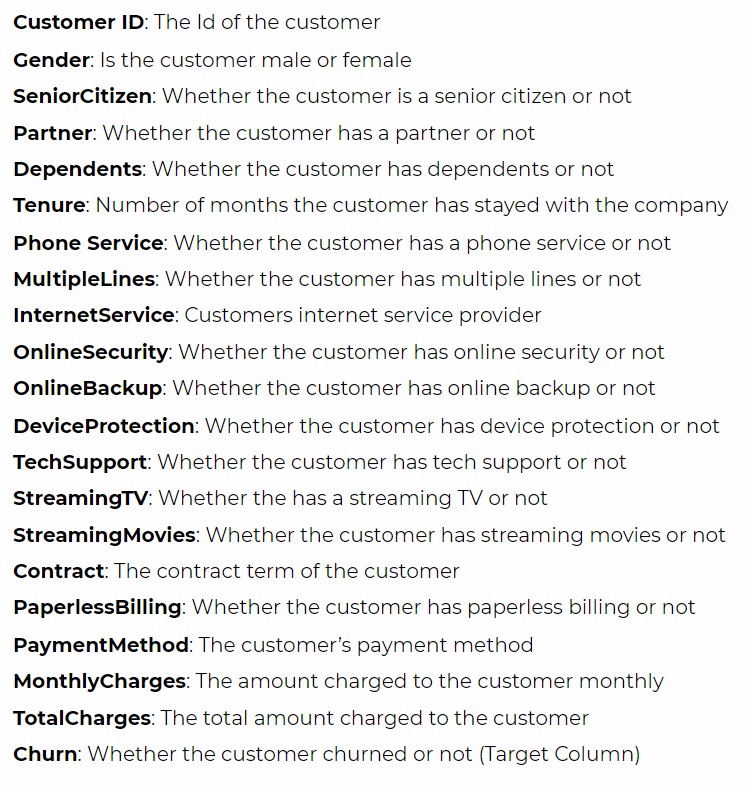 Customer ID: The Id of the customer
Gender: Is the customer male or female
SeniorCitizen: Whether the customer is a senior citizen or not
Partner: Whether the customer has a partner or not
Dependents: Whether the customer has dependents or not
Tenure: Number of months the customer has stayed with the company
Phone Service: Whether the customer has a phone service or not
MultipleLines: Whether the customer has multiple lines or not
InternetService: Customers internet service provider
OnlineSecurity: Whether the customer has online security or not
OnlineBackup: Whether the customer has online backup or not
DeviceProtection: Whether the customer has device protection or not
TechSupport: Whether the customer has tech support or not
StreamingTV: Whether the has a streaming TV or not
StreamingMovies: Whether the customer has streaming movies or not
Contract: The contract term of the customer
PaperlessBilling: Whether the customer has paperless billing or not
PaymentMethod: The customer’s payment method
MonthlyCharges: The amount charged to the customer monthly
TotalCharges: The total amount charged to the customer
Churn: Whether the customer churned or not (Target Column)